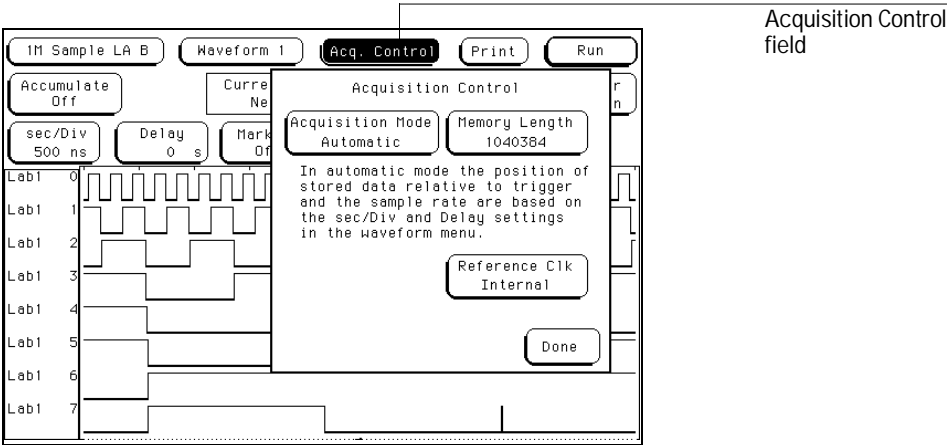 Acquisition Control
field
1M Sample LA B
Waveform 1
Acq. Control
Print
Run
Accumulate
Off
Curre
Ne
r
n
sec/Div
500 ns
Delay
0 s
Mark
Of
Acquisition Control
Acquisition Mode
Automatic
Memory Length
1040384
In automatic mode the position of
stored data relative to trigger
and the sample rate are based on
the sec/Div and Delay settings
in the waveform menu.
Reference Clk
Internal
Done
Lab1 0
Lab1 1
Lab1 2
Lab1 3
Lab1 4
Lab1 5
Lab1 6
Lab1 7